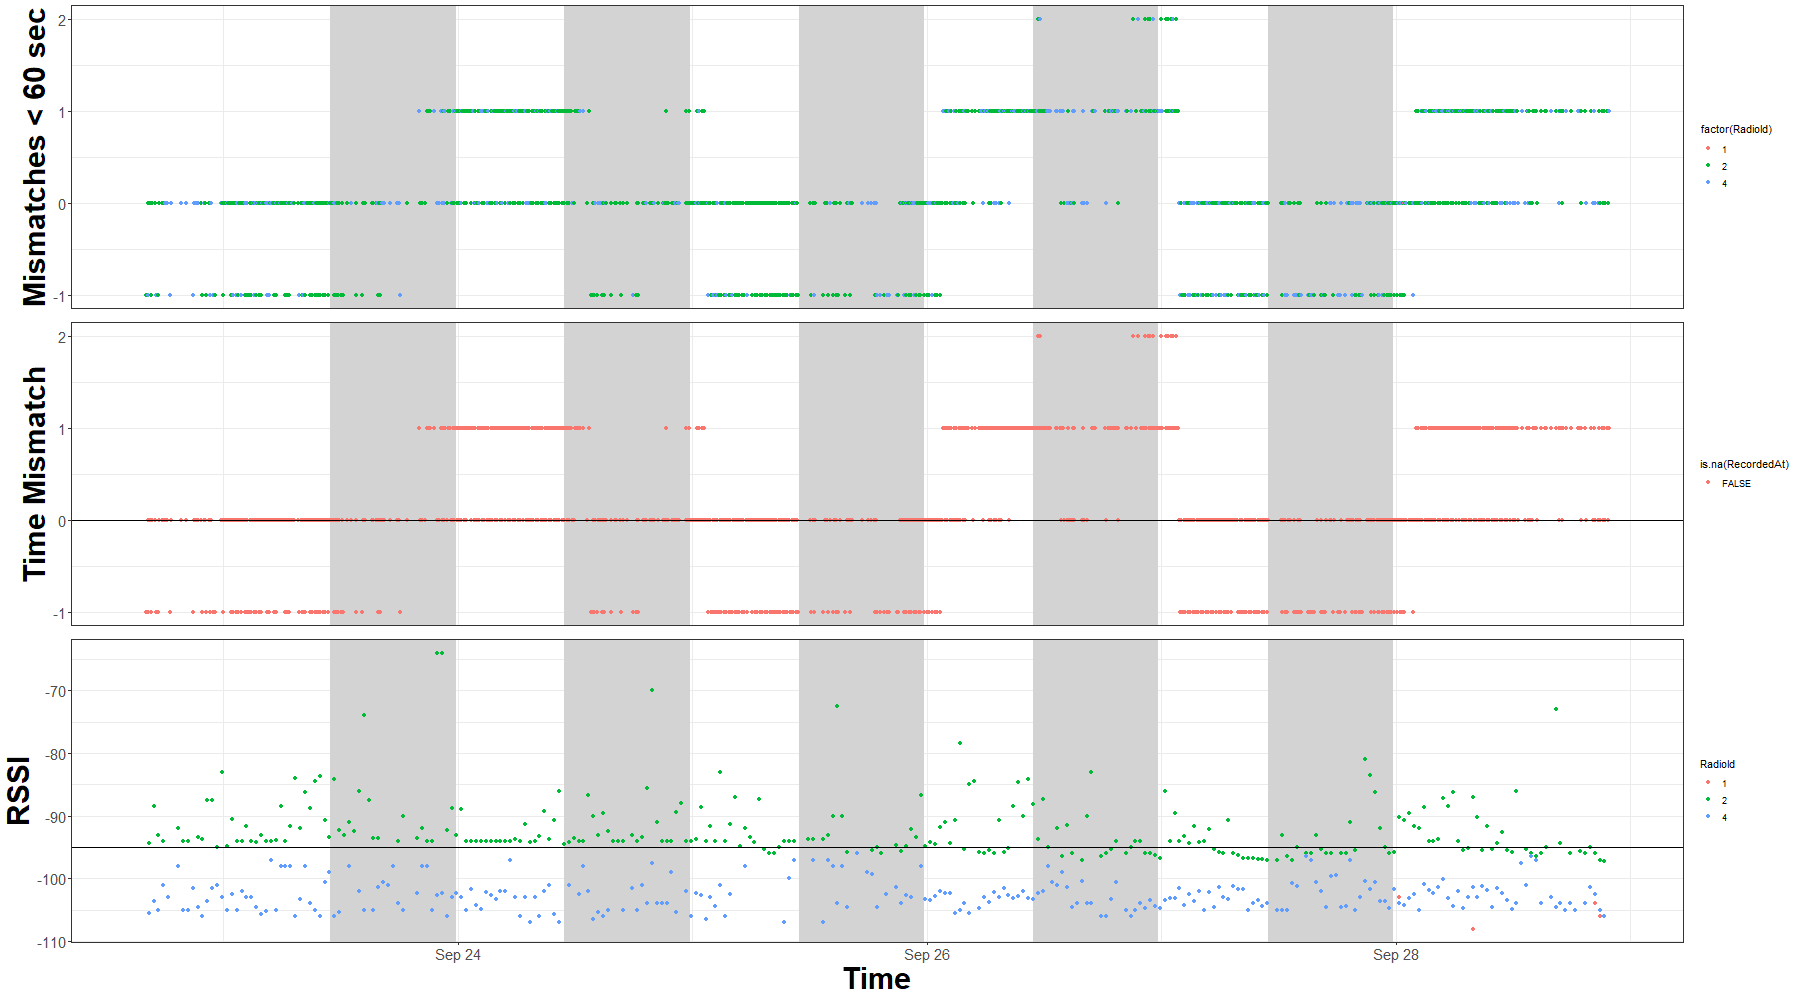 Mismatches < 60 sec
2
1
0
-1
factor(RadioId)
1
2
4
Time Mismatch
2
1
0
-1
is.na(RecordedAt)
FALSE
RSSI
-70
-80
-90
-100
-110
RadioId
1
2
4
Sep 24
Sep 26
Sep 28
Time